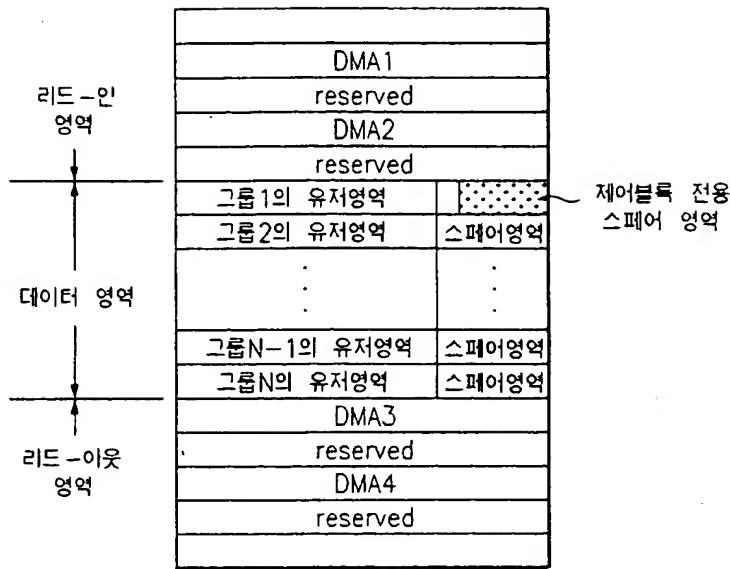 DMA1
reserved
DMA2
reserved
리드-인
영역
그룹1의 유저영역
제어블록 전용
스페어 영역
그룹2의 유저영역 스페어영역
데이터 영역
그룹N-1의 유저영역 스페어영역
그룹N의 유저영역 스페어영역
DMA3
reserved
DMA4
reserved
리드-아웃
영역